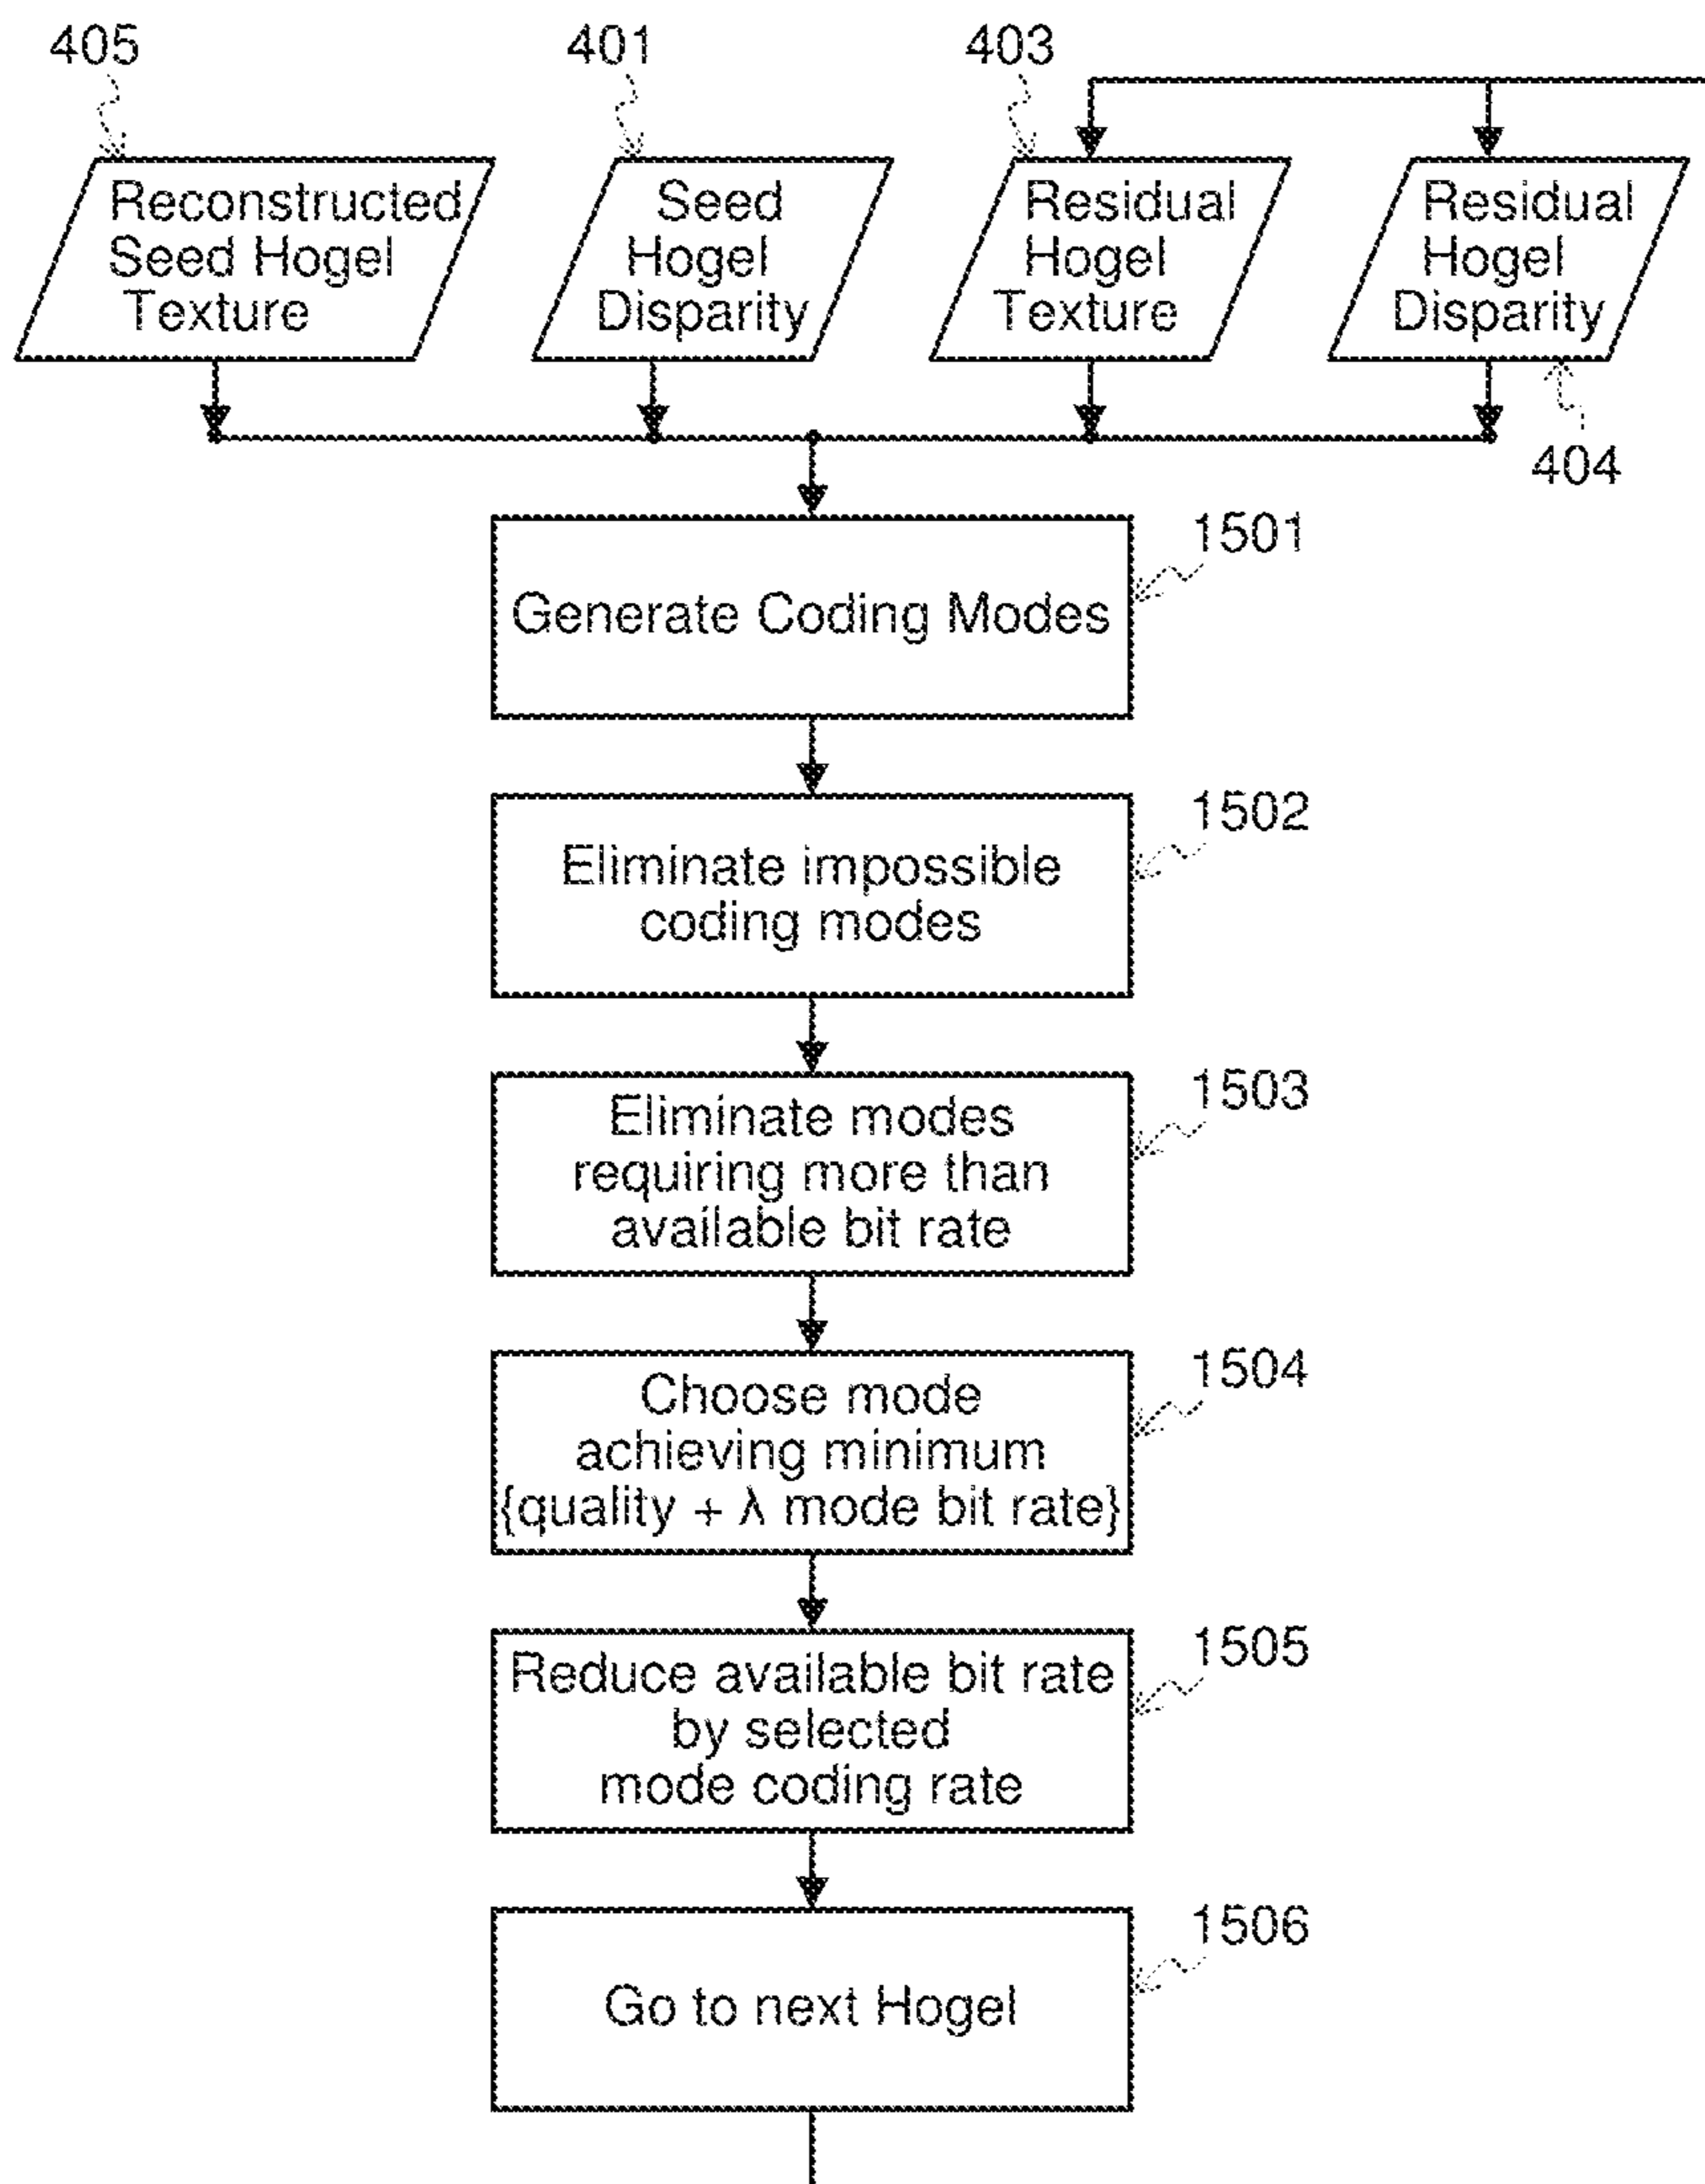 405
401
403
Reconstructed
Seed Hogel
Texture
Seed
Hogel
Disparity
Residual
Hogel
Texture
Residual
Hogel
Disparity
404
1501
Generate Coding Modes
1502
Eliminate impossible
coding modes
1503
Eliminate modes
requiring more than
available bit rate
1504
Choose mode
achieving minimum
{quality + λ mode bit rate}
1505
Reduce available bit rate
by selected
mode coding rate
1506
Go to next Hogel